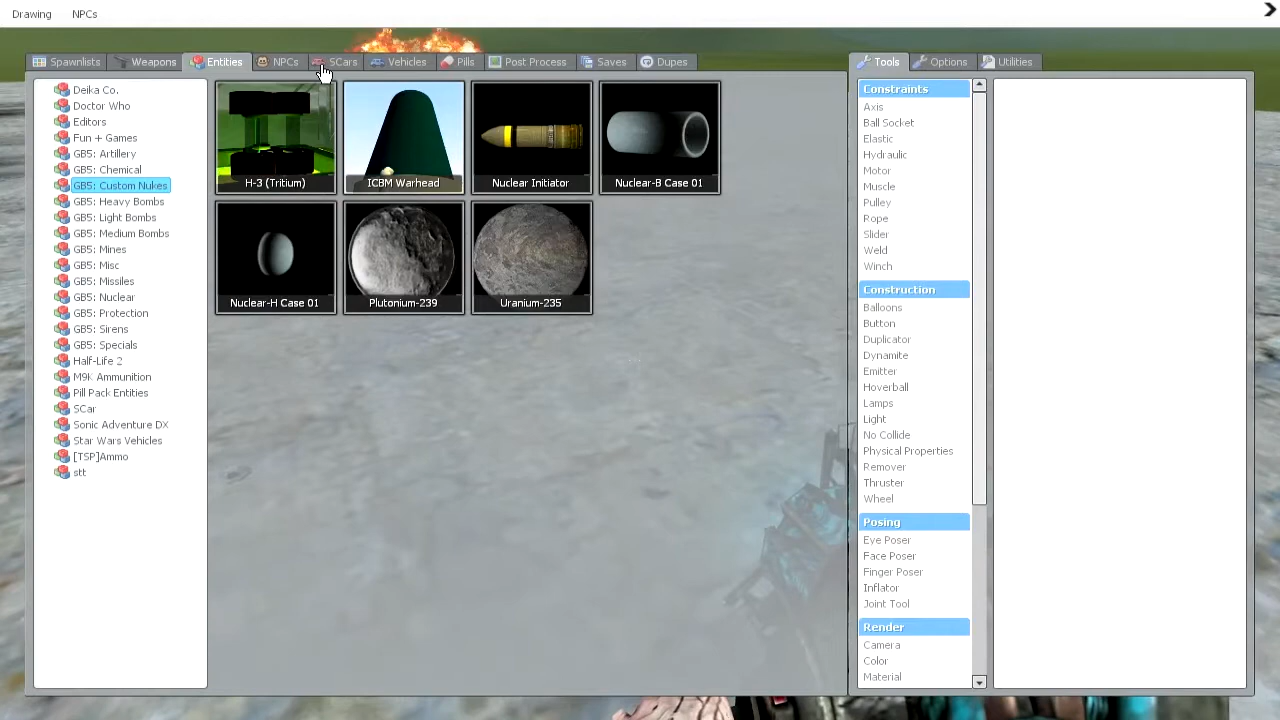 Drawing NPCs
Spawnlists Weapons Entities NPCs SCars Vehicles Pills Post Process Saves Dupes
Deika Co.
Doctor Who
Editors
Fun + Games
GB5: Artillery
GB5: Chemical
GB5: Custom Nukes
GB5: Heavy Bombs
GB5: Light Bombs
GB5: Medium Bombs
GB5: Mines
GB5: Misc
GB5: Missiles
GB5: Nuclear
GB5: Protection
GB5: Sirens
GB5: Specials
Half-Life 2
M9K Ammunition
Pill Pack Entities
SCar
Sonic Adventure DX
Star Wars Vehicles
[TSP]Ammo
stt
H-3 (Tritium) ICBM Warhead Nuclear Initiator Nuclear-B Case 01
Nuclear-H Case 01 Plutonium-239 Uranium-235
Tools Options Utilities
Constraints
Axis
Ball Socket
Elastic
Hydraulic
Motor
Muscle
Pulley
Rope
Slider
Weld
Winch
Construction
Balloons
Button
Duplicator
Dynamite
Emitter
Hoverball
Lamps
Light
No Collide
Physical Properties
Remover
Thruster
Wheel
Posing
Eye Poser
Face Poser
Finger Poser
Inflator
Joint Tool
Render
Camera
Color
Material